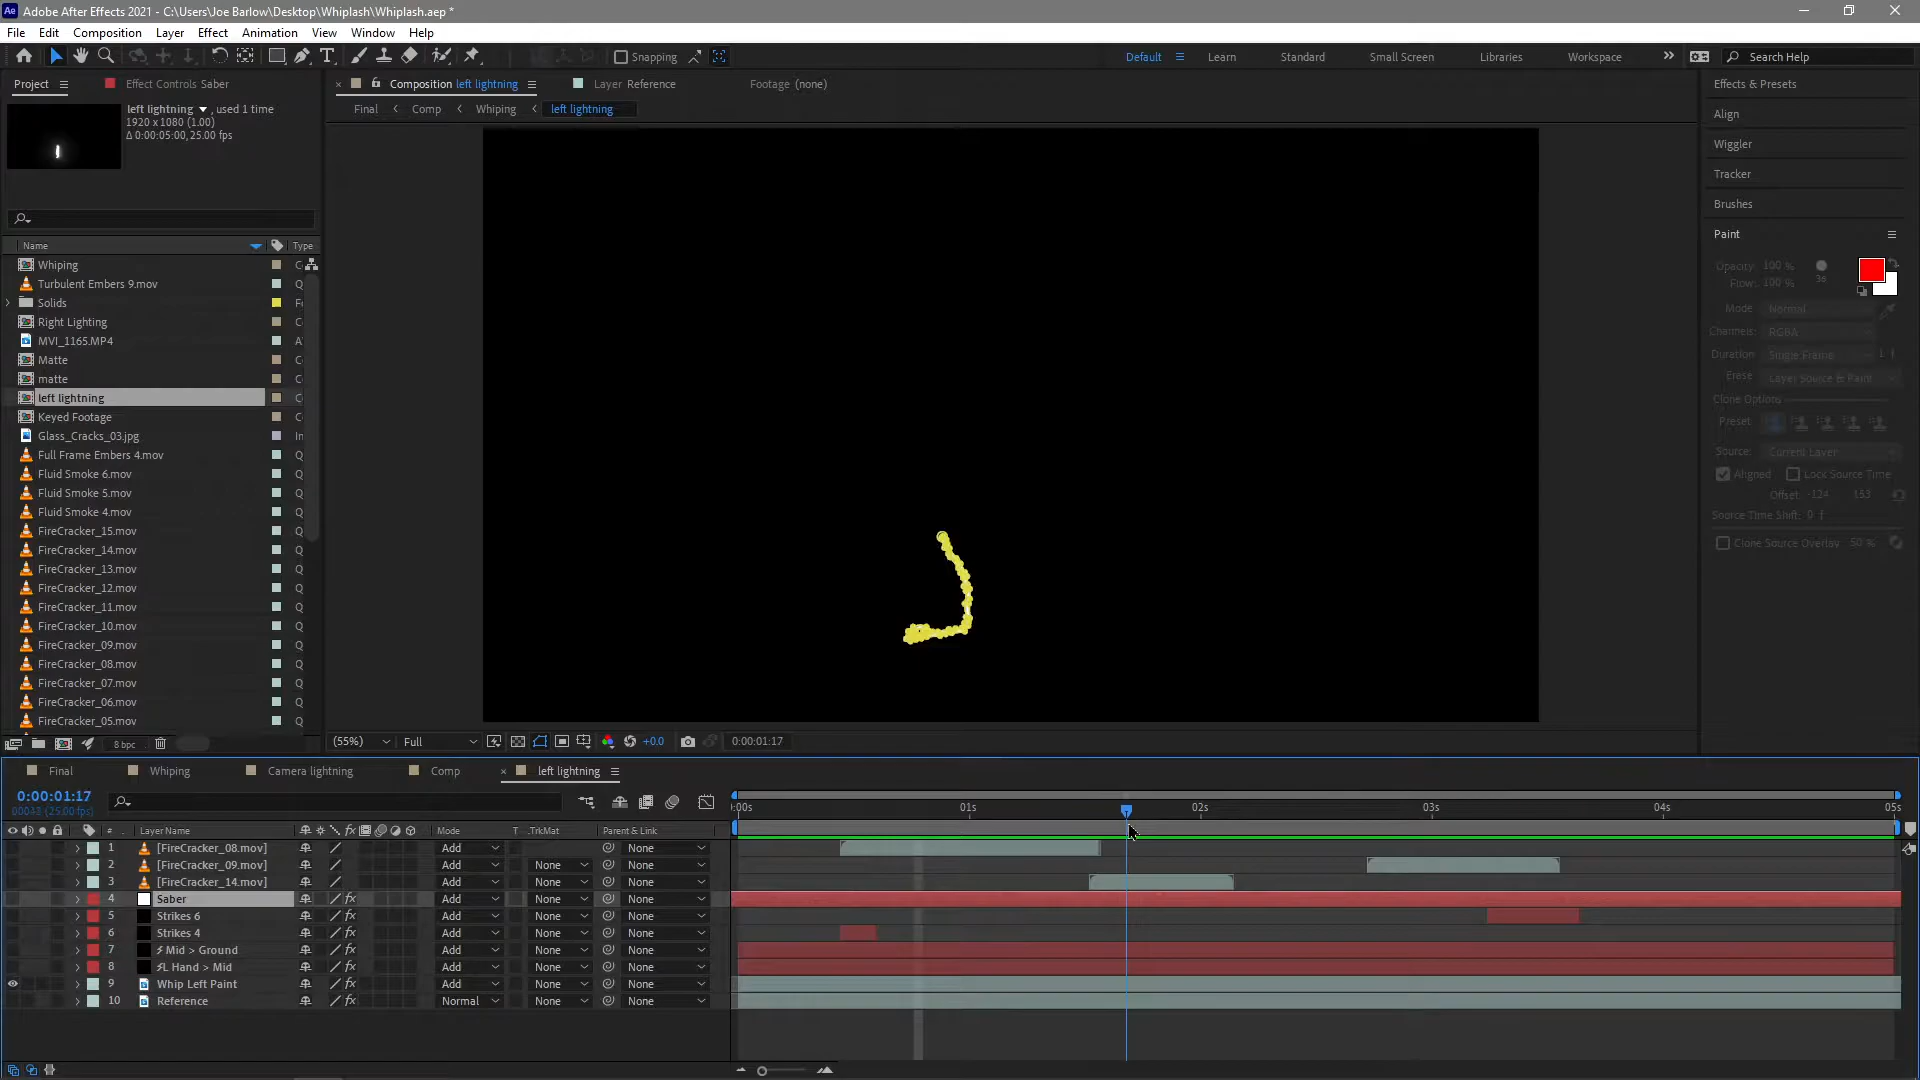 Ae Adobe After Effects 2021 - C:\Users\Joe Barlow\Desktop\Whiplash\Whiplash.aep *
File Edit Composition Layer Effect Animation View Window Help
Snapping Default Learn Standard Small Screen Libraries Workspace Search Help
Project Effect Controls Saber Composition left lightning Layer Reference Footage (none) Effects & Presets
left lightning , used 1 time
1920 x 1080 (1.00)
Δ 0:00:05:00, 25.00 fps
Final Comp Whiping left lightning
Align
Wiggler
Tracker
Brushes
Paint
Opacity: 100 %
Flow: 100 %
Mode Normal
Channels: RGBA
Duration: Single Frame 1 f
Erase Layer Source & Paint
Clone Options
Preset:
Source: Current Layer
Aligned Lock Source Time
Offset: -124 153
Source Time Shift: 0 f
Clone Source Overlay 50 %
Name Type
Whiping C
Turbulent Embers 9.mov Q
Solids F
Right Lighting C
MVI_1165.MP4 A
Matte C
matte C
left lightning C
Keyed Footage C
Glass_Cracks_03.jpg In
Full Frame Embers 4.mov Q
Fluid Smoke 6.mov Q
Fluid Smoke 5.mov Q
Fluid Smoke 4.mov Q
FireCracker_15.mov Q
FireCracker_14.mov Q
FireCracker_13.mov Q
FireCracker_12.mov Q
FireCracker_11.mov Q
FireCracker_10.mov Q
FireCracker_09.mov Q
FireCracker_08.mov Q
FireCracker_07.mov Q
FireCracker_06.mov Q
FireCracker_05.mov Q
8 bpc
(55%) Full +0.0 0:00:01:17
Final Whiping Camera lightning Comp left lightning
0:00:01:17
:00s 01s 02s 03s 04s 05s
# Layer Name Mode T .TrkMat Parent & Link
1 [FireCracker_08.mov] Add None
2 [FireCracker_09.mov] Add None None
3 [FireCracker_14.mov] Add None None
4 Saber Add None None
5 Strikes 6 Add None None
6 Strikes 4 Add None None
7 ⚡Mid > Ground Add None None
8 ⚡L Hand > Mid Add None None
9 Whip Left Paint Add None None
10 Reference Normal None None